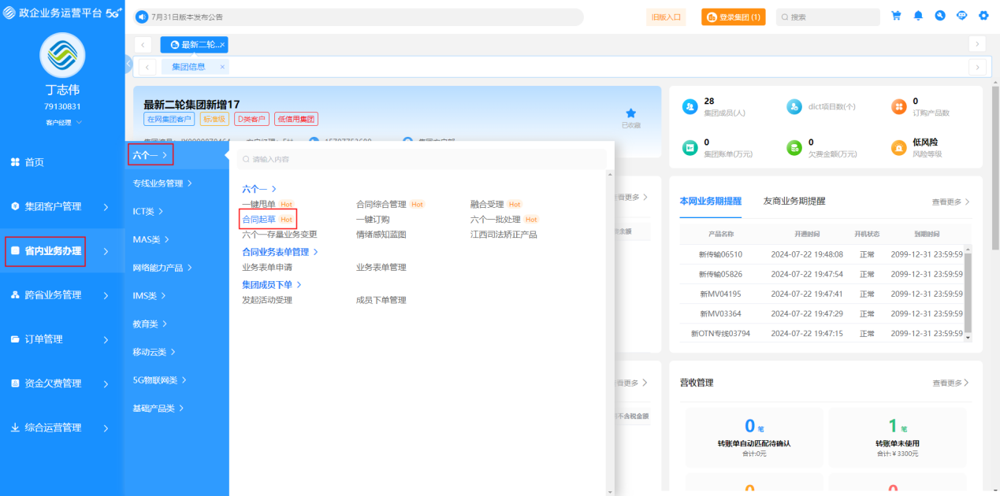 政企业务运营平台 5G
丁志伟
79130831
客户经理
首页
集团客户管理
省内业务办理
跨省业务管理
订单管理
资金欠费管理
综合运营管理
7月31日版本发布公告
旧版入口
登录集团 (1)
搜索
最新二轮...×
集团信息 ×
最新二轮集团新增17
在网集团客户 标准级 D类客户 低信用集团
已收藏
六个一
专线业务管理
ICT类
MAS类
网络能力产品
IMS类
教育类
移动云类
5G物联网类
基础产品类
请输入内容
六个一
一键甩单 Hot 合同综合管理 Hot 融合受理 Hot
合同起草 Hot 一键订购 六个一批处理 Hot
六个一存量业务变更 情绪感知蓝图 江西司法矫正产品
合同业务表单管理
业务表单申请 业务表单管理
集团成员下单
发起活动受理 成员下单管理
看更多
金额
看更多
不含税金额
28
集团成员(人)
dict项目数(个)
0
订购产品数
0
集团账单(万元)
0
欠费金额(万元)
低风险
风险等级
本网业务期提醒 友商业务期提醒 查看更多
产品名称 开通时间 开机状态 到期时间
新传输06510 2024-07-22 19:48:08 正常 2099-12-31 23:59:59
新传输05826 2024-07-22 19:47:54 正常 2099-12-31 23:59:59
新MV04195 2024-07-22 19:47:41 正常 2099-12-31 23:59:59
新MV03364 2024-07-22 19:47:29 正常 2099-12-31 23:59:59
新OTN专线03794 2024-07-22 19:47:15 正常 2099-12-31 23:59:59
营收管理 查看更多
0 笔
转账单自动匹配待确认
合计:0元
1 笔
转账单未使用
合计:¥ 3300元